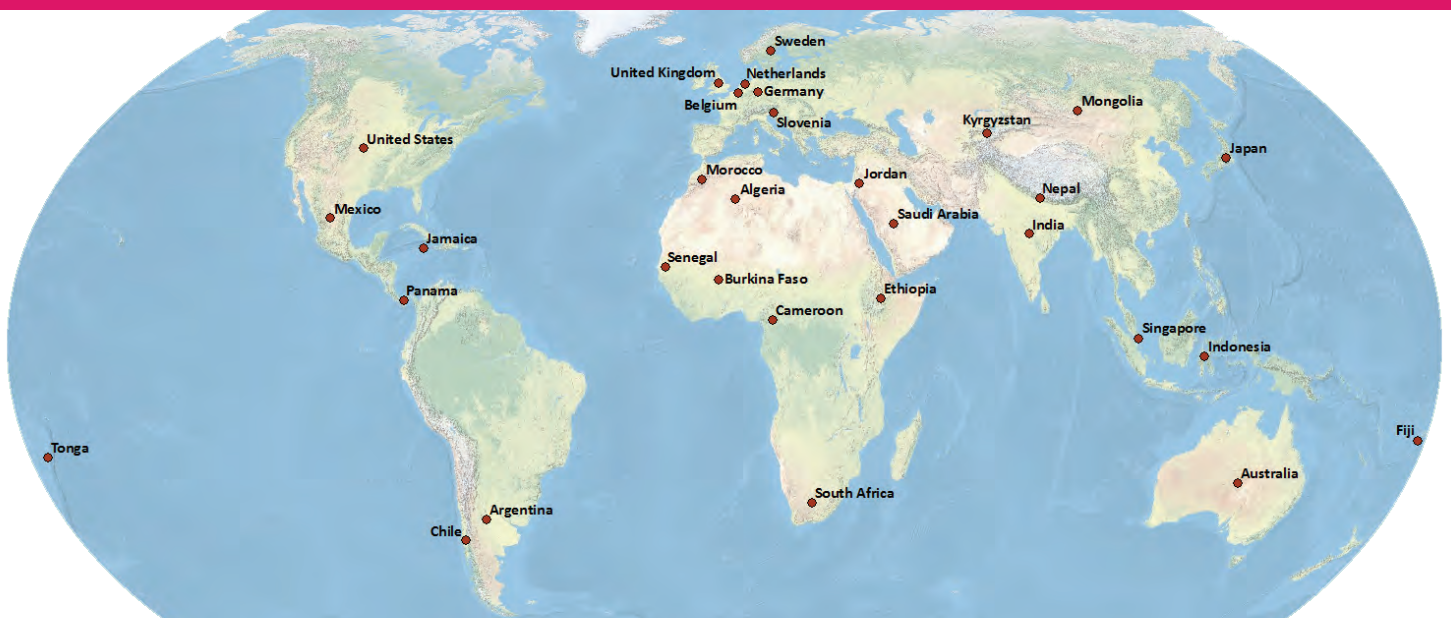 Sweden
United Kingdom
Netherlands
Germany
Belgium
Mongolia
Slovenia
Kyrgyzstan
United States
Japan
Morocco
Jordan
Algeria
Nepal
Mexico
Saudi Arabia
India
Jamaica
Senegal
Burkina Faso
Ethiopia
Panama
Cameroon
Singapore
Indonesia
Fiji
Tonga
Australia
South Africa
Argentina
Chile